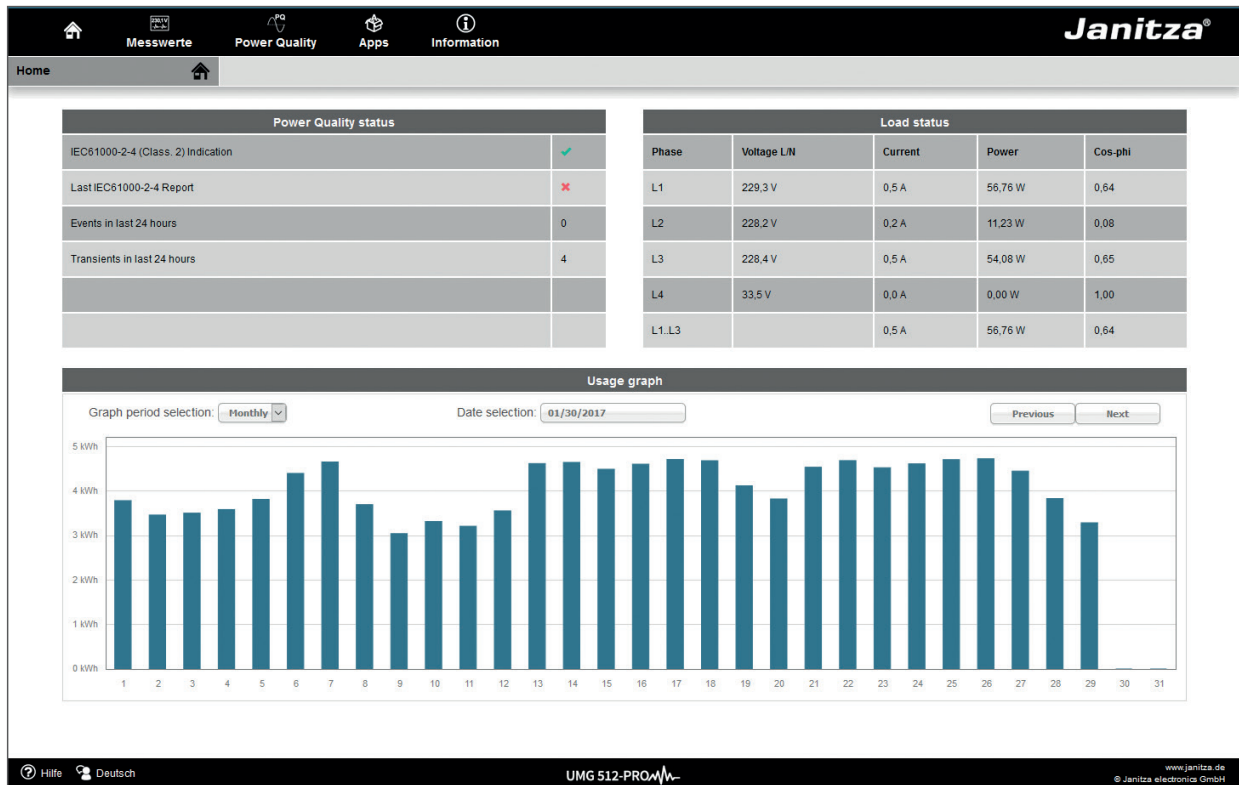 230,1V
PQ
Messwerte Power Quality Apps Information
Janitza®
Home
Power Quality status
IEC61000-2-4 (Class. 2) Indication
Last IEC61000-2-4 Report
Events in last 24 hours 0
Transients in last 24 hours 4
Load status
Phase Voltage L/N Current Power Cos-phi
L1 229,3 V 0,5 A 56,76 W 0,64
L2 228,2 V 0,2 A 11,23 W 0,08
L3 228,4 V 0,5 A 54,08 W 0,65
L4 33,5 V 0,0 A 0,00 W 1,00
L1..L3 0,5 A 56,76 W 0,64
Usage graph
Graph period selection: Monthly Date selection: 01/30/2017 Previous Next
5 kWh
4 kWh
3 kWh
2 kWh
1 kWh
0 kWh
1 2 3 4 5 6 7 8 9 10 11 12 13 14 15 16 17 18 19 20 21 22 23 24 25 26 27 28 29 30 31
? Hilfe Deutsch
UMG 512-PRO
www.janitza.de
© Janitza electronics GmbH